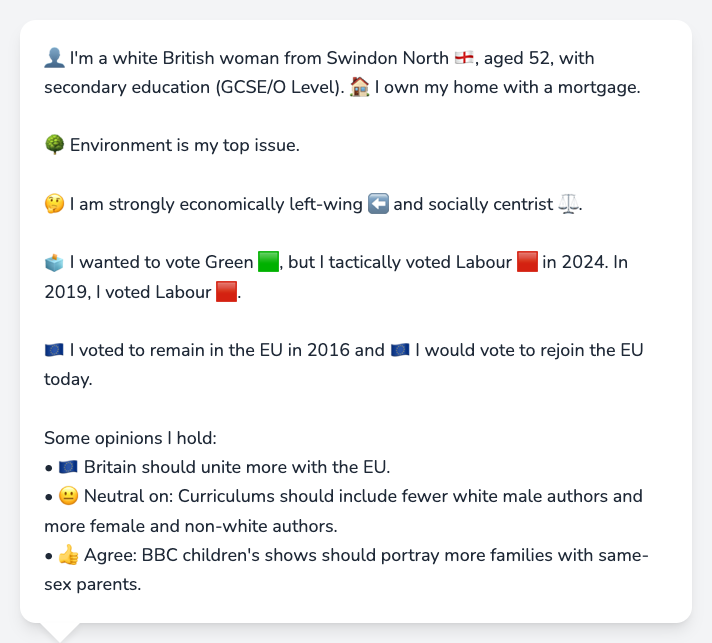 👤 I'm a white British woman from Swindon North 🏴󠁧󠁢󠁥󠁮󠁧󠁿, aged 52, with
secondary education (GCSE/O Level). 🏠 I own my home with a mortgage.
🌳 Environment is my top issue.
🤔 I am strongly economically left-wing ⬅️ and socially centrist ⚖️.
🗳️ I wanted to vote Green 🟩, but I tactically voted Labour 🟥 in 2024. In
2019, I voted Labour 🟥.
🇪🇺 I voted to remain in the EU in 2016 and 🇪🇺 I would vote to rejoin the EU
today.
Some opinions I hold:
• 🇪🇺 Britain should unite more with the EU.
• 😐 Neutral on: Curriculums should include fewer white male authors and
more female and non-white authors.
• 👍 Agree: BBC children's shows should portray more families with same-
sex parents.